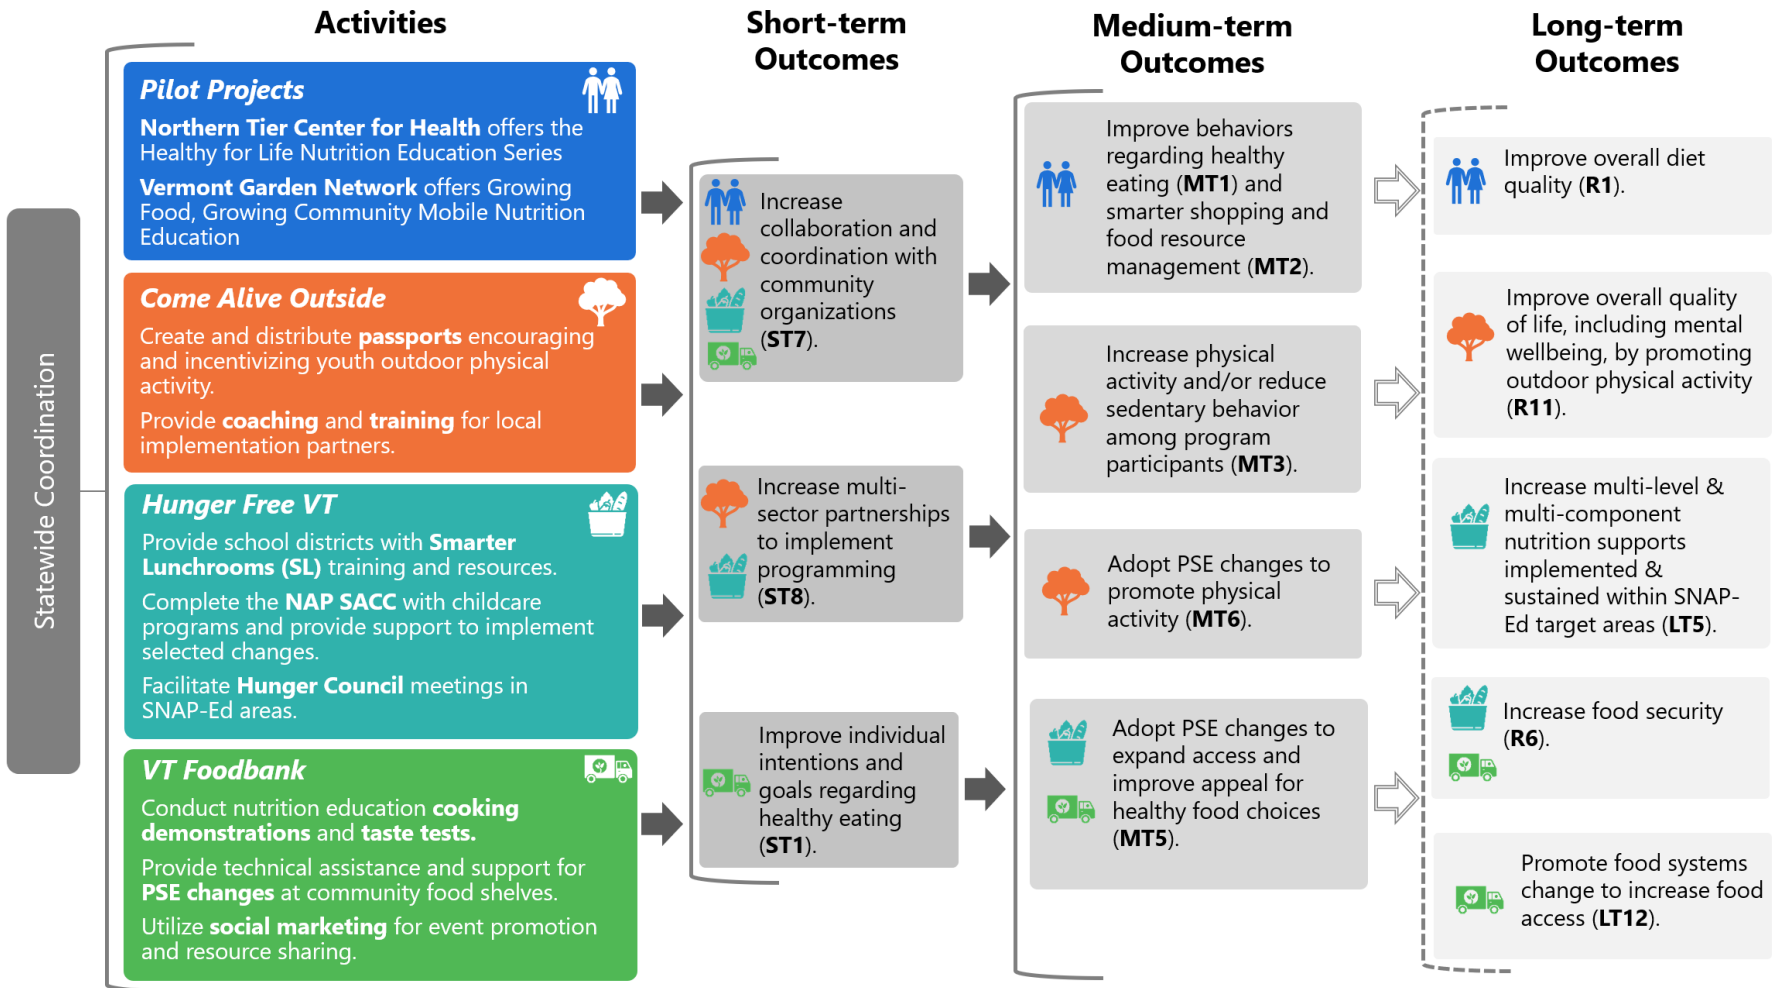 Activities
Short-term
Outcomes
Medium-term
Outcomes
Long-term
Outcomes
Statewide Coordination
Pilot Projects
Northern Tier Center for Health offers the
Healthy for Life Nutrition Education Series
Vermont Garden Network offers Growing
Food, Growing Community Mobile Nutrition
Education
Come Alive Outside
Create and distribute passports encouraging
and incentivizing youth outdoor physical
activity.
Provide coaching and training for local
implementation partners.
Hunger Free VT
Provide school districts with Smarter
Lunchrooms (SL) training and resources.
Complete the NAP SACC with childcare
programs and provide support to implement
selected changes.
Facilitate Hunger Council meetings in
SNAP-Ed areas.
VT Foodbank
Conduct nutrition education cooking
demonstrations and taste tests.
Provide technical assistance and support for
PSE changes at community food shelves.
Utilize social marketing for event promotion
and resource sharing.
Increase
collaboration and
coordination with
community
organizations
(ST7).
Increase multi-
sector partnerships
to implement
programming
(ST8).
Improve individual
intentions and
goals regarding
healthy eating
(ST1).
Improve behaviors
regarding healthy
eating (MT1) and
smarter shopping and
food resource
management (MT2).
Increase physical
activity and/or reduce
sedentary behavior
among program
participants (MT3).
Adopt PSE changes to
promote physical
activity (MT6).
Adopt PSE changes to
expand access and
improve appeal for
healthy food choices
(MT5).
Improve overall diet
quality (R1).
Improve overall quality
of life, including mental
wellbeing, by promoting
outdoor physical activity
(R11).
Increase multi-level &
multi-component
nutrition supports
implemented &
sustained within SNAP-
Ed target areas (LT5).
Increase food security
(R6).
Promote food systems
change to increase food
access (LT12).